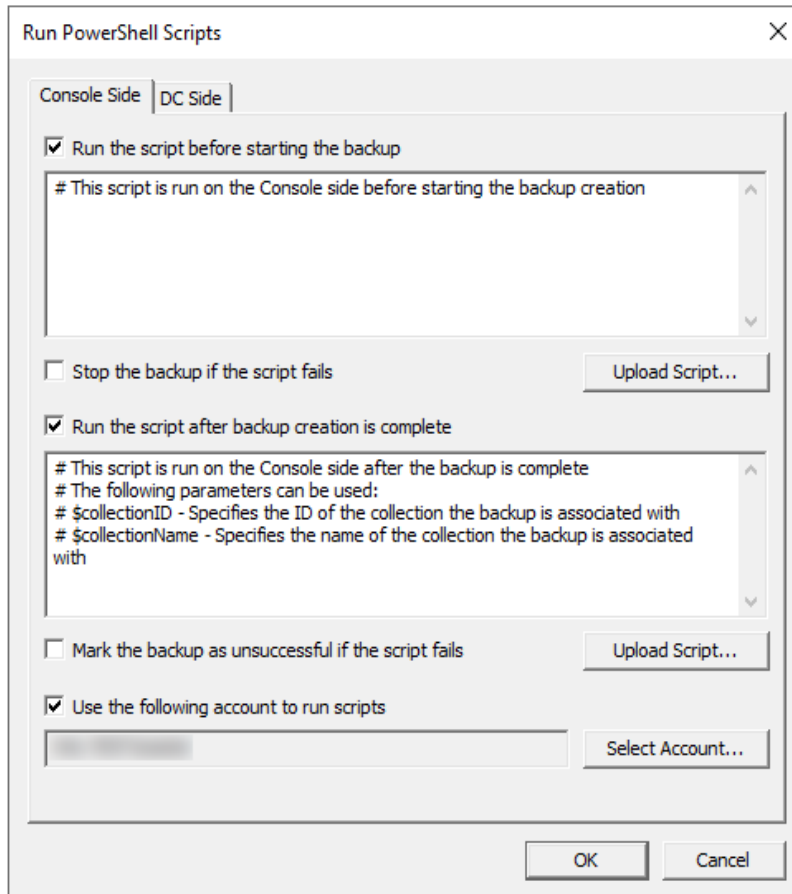 Run PowerShell Scripts
Console Side
DC Side
Run the script before starting the backup
# This script is run on the Console side before starting the backup creation
Stop the backup if the script fails
Upload Script...
Run the script after backup creation is complete
# This script is run on the Console side after the backup is complete
# The following parameters can be used:
# $collectionID - Specifies the ID of the collection the backup is associated with
# $collectionName - Specifies the name of the collection the backup is associated
with
Mark the backup as unsuccessful if the script fails
Upload Script...
Use the following account to run scripts
Select Account...
OK
Cancel